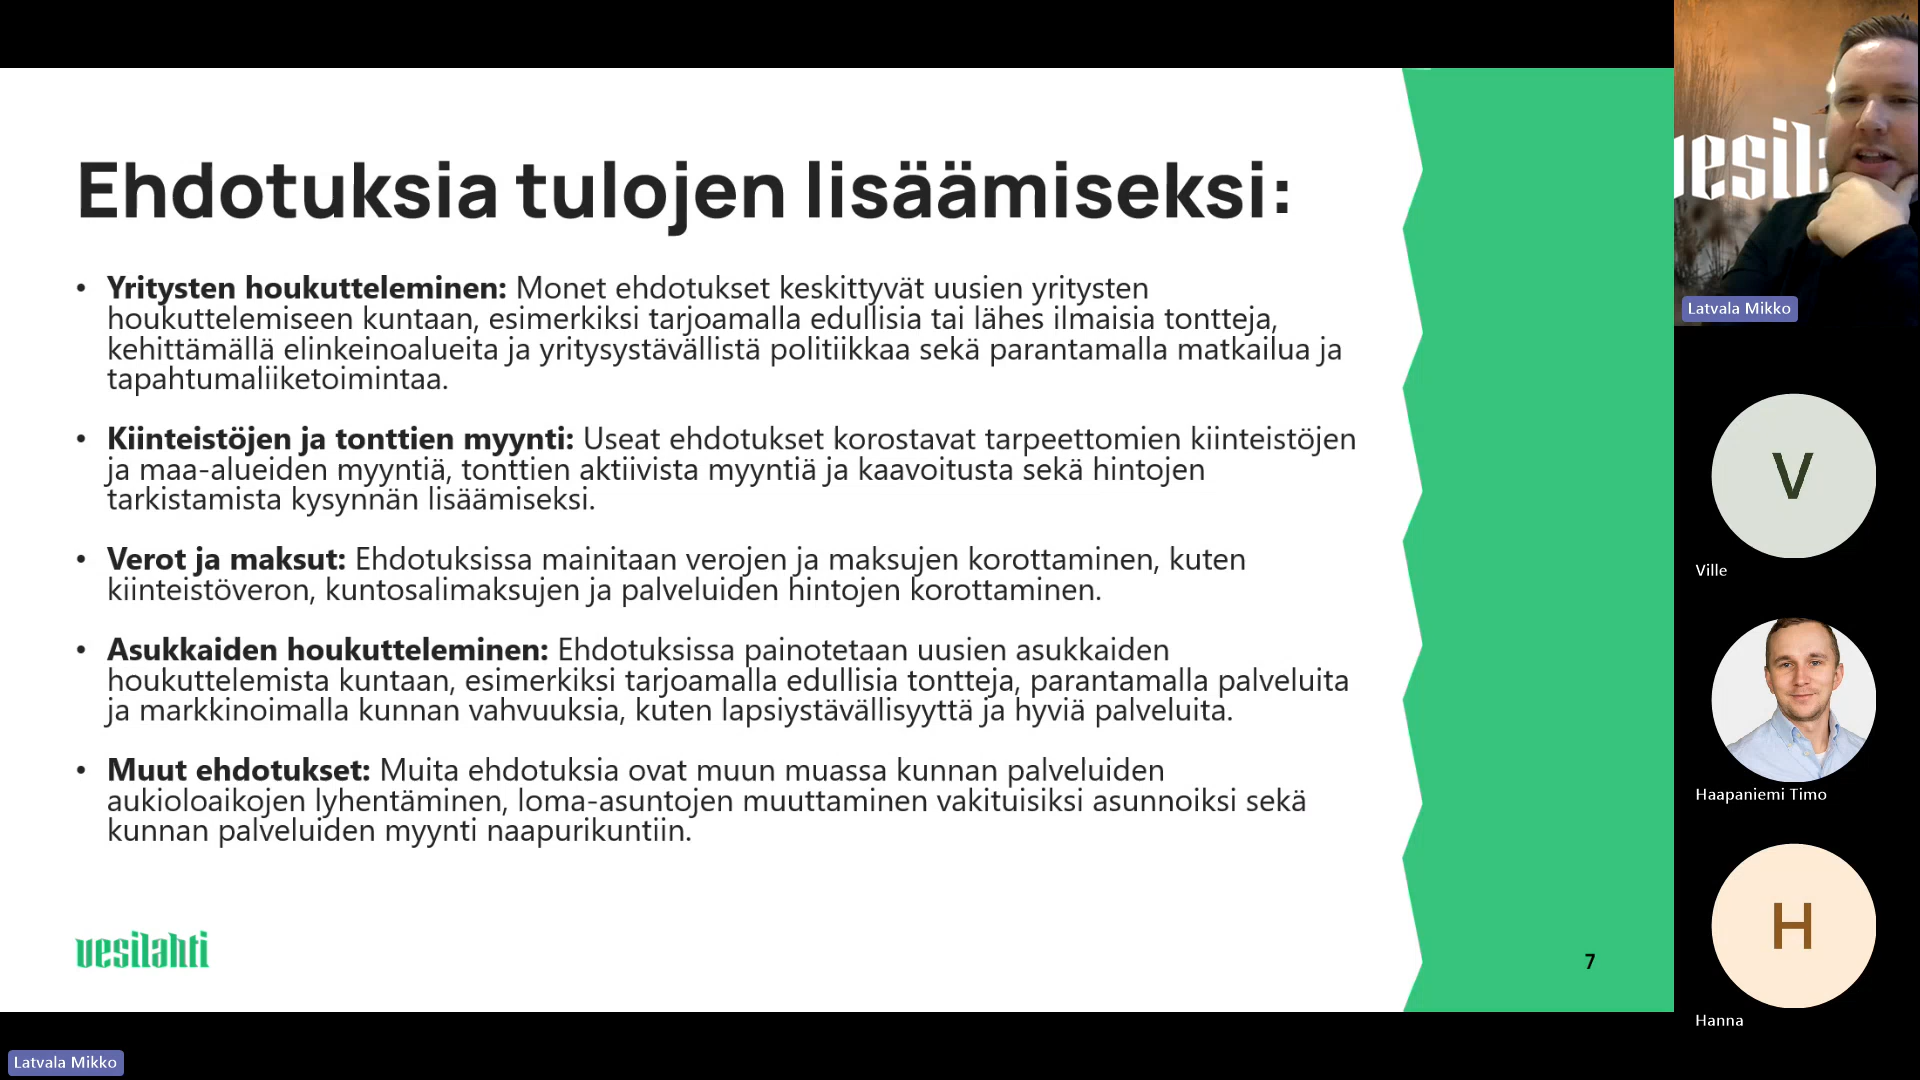 Ehdotuksia tulojen lisäämiseksi:
• Yritysten houkutteleminen: Monet ehdotukset keskittyvät uusien yritysten
houkuttelemiseen kuntaan, esimerkiksi tarjoamalla edullisia tai lähes ilmaisia tontteja,
kehittämällä elinkeinoalueita ja yritysystävällistä politiikkaa sekä parantamalla matkailua ja
tapahtumaliiketoimintaa.
• Kiinteistöjen ja tonttien myynti: Useat ehdotukset korostavat tarpeettomien kiinteistöjen
ja maa-alueiden myyntiä, tonttien aktiivista myyntiä ja kaavoitusta sekä hintojen
tarkistamista kysynnän lisäämiseksi.
• Verot ja maksut: Ehdotuksissa mainitaan verojen ja maksujen korottaminen, kuten
kiinteistöveron, kuntosalimaksujen ja palveluiden hintojen korottaminen.
• Asukkaiden houkutteleminen: Ehdotuksissa painotetaan uusien asukkaiden
houkuttelemista kuntaan, esimerkiksi tarjoamalla edullisia tontteja, parantamalla palveluita
ja markkinoimalla kunnan vahvuuksia, kuten lapsiystävällisyyttä ja hyviä palveluita.
• Muut ehdotukset: Muita ehdotuksia ovat muun muassa kunnan palveluiden
aukioloaikojen lyhentäminen, loma-asuntojen muuttaminen vakituisiksi asunnoiksi sekä
kunnan palveluiden myynti naapurikuntiin.
vesilahti
7
Latvala Mikko
vesil
Latvala Mikko
V
Ville
Haapaniemi Timo
H
Hanna